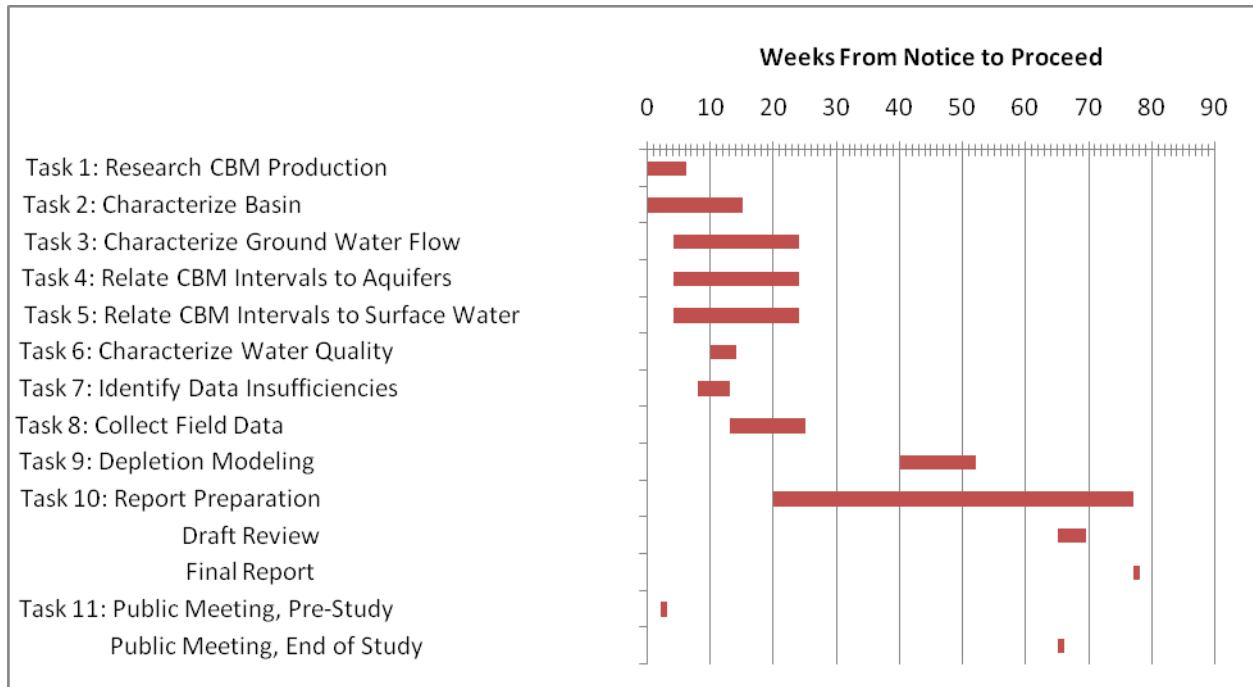 Weeks From Notice to Proceed
0 10 20 30 40 50 60 70 80 90
Task 1: Research CBM Production
Task 2: Characterize Basin
Task 3: Characterize Ground Water Flow
Task 4: Relate CBM Intervals to Aquifers
Task 5: Relate CBM Intervals to Surface Water
Task 6: Characterize Water Quality
Task 7: Identify Data Insufficiencies
Task 8: Collect Field Data
Task 9: Depletion Modeling
Task 10: Report Preparation
Draft Review
Final Report
Task 11: Public Meeting, Pre-Study
Public Meeting, End of Study